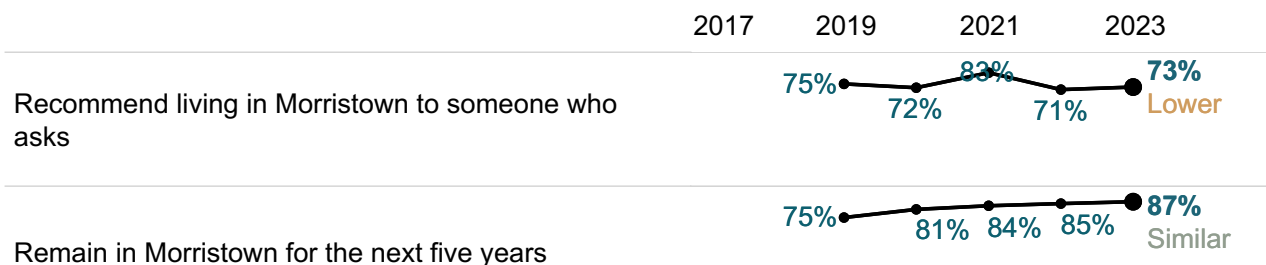 2017 2019 2021 2023
Recommend living in Morristown to someone who
asks
75% 72% 83% 71% 73%
Lower
Remain in Morristown for the next five years
75% 81% 84% 85% 87%
Similar